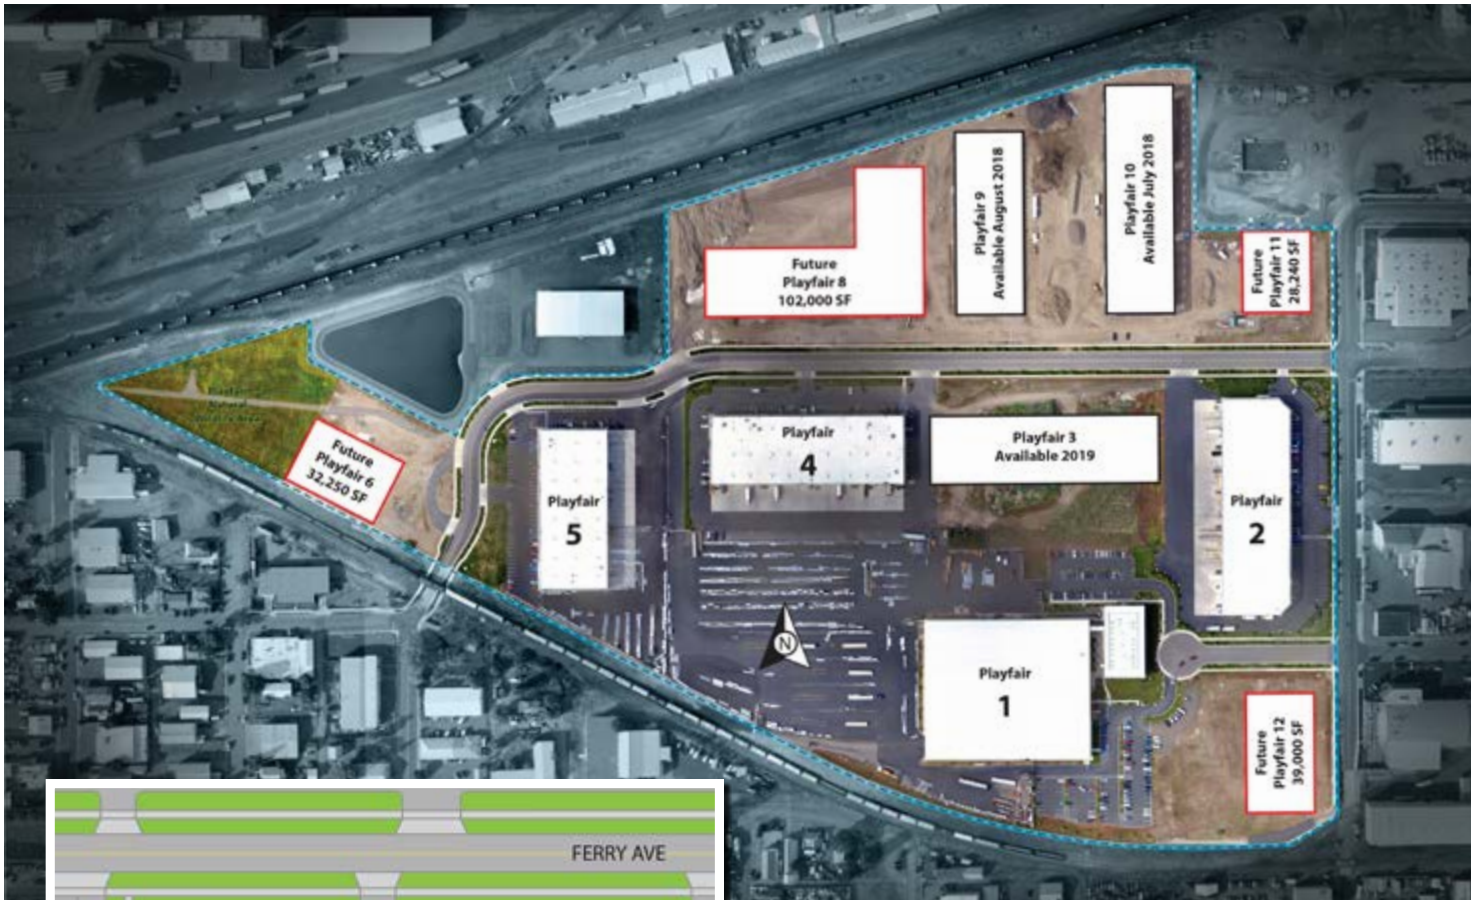 Playfair 10
Available July 2018
Playfair 9
Available August 2018
Future
Playfair 8
102,000 SF
Future
Playfair 11
28,240 SF
Future
Playfair 6
32,250 SF
Playfair
5
Playfair
4
Playfair 3
Available 2019
Playfair
2
N
Playfair
1
Future
Playfair 12
39,000 SF
FERRY AVE